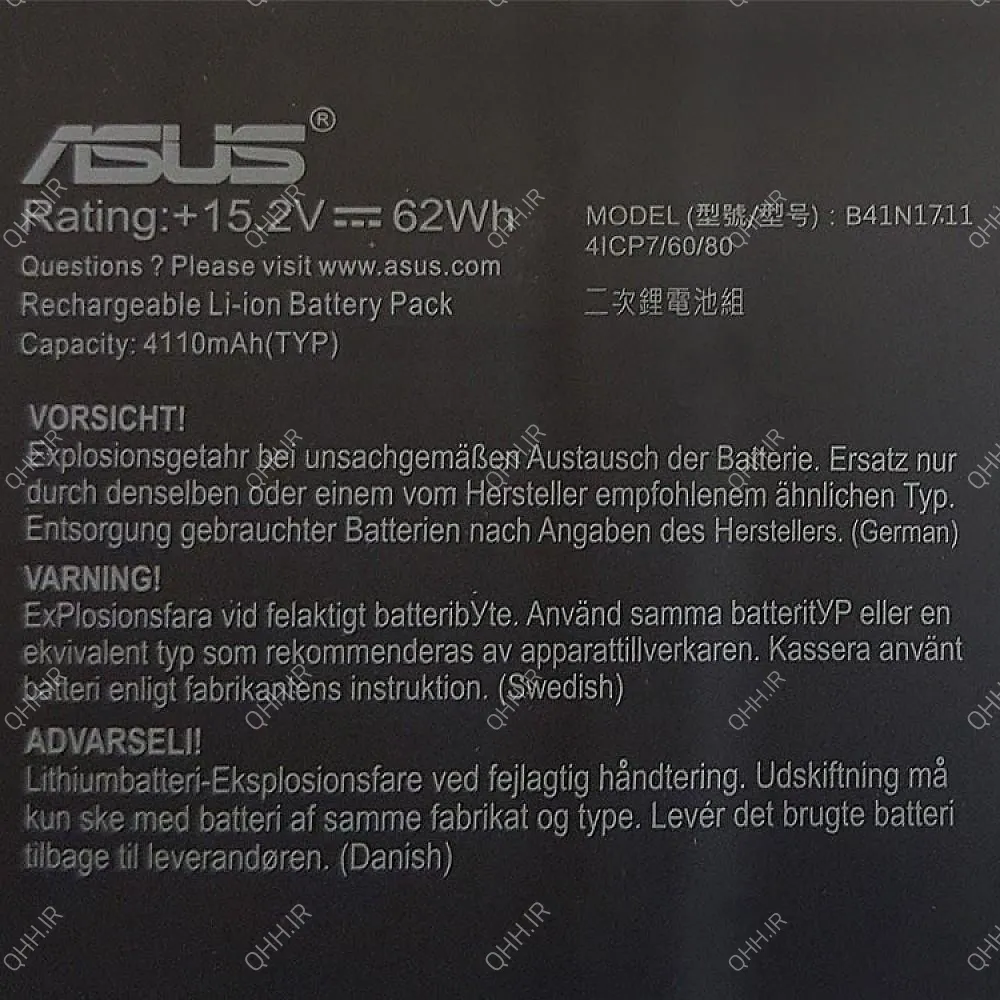 ASUS®
Rating:+15.2V⎓62Wh
MODEL (型號/型号) : B41N1711
4ICP7/60/80
Questions ? Please visit www.asus.com
Rechargeable Li-ion Battery Pack
二次鋰電池組
Capacity: 4110mAh(TYP)
VORSICHT!
Explosionsgetahr bei unsachgemäßen Austausch der Batterie. Ersatz nur
durch denselben oder einem vom Hersteller empfohlenem ähnlichen Typ.
Entsorgung gebrauchter Batterien nach Angaben des Herstellers. (German)
VARNING!
ExPlosionsfara vid felaktigt batteribУte. Använd samma batteritУP eller en
ekvivalent typ som rekommenderas av apparattillverkaren. Kassera använt
batteri enligt fabrikantens instruktion. (Swedish)
ADVARSELI!
Lithiumbatteri-Eksplosionsfare ved fejlagtig håndtering. Udskiftning må
kun ske med batteri af samme fabrikat og type. Levér det brugte batteri
tilbage til leverandøren. (Danish)
QHH.IR